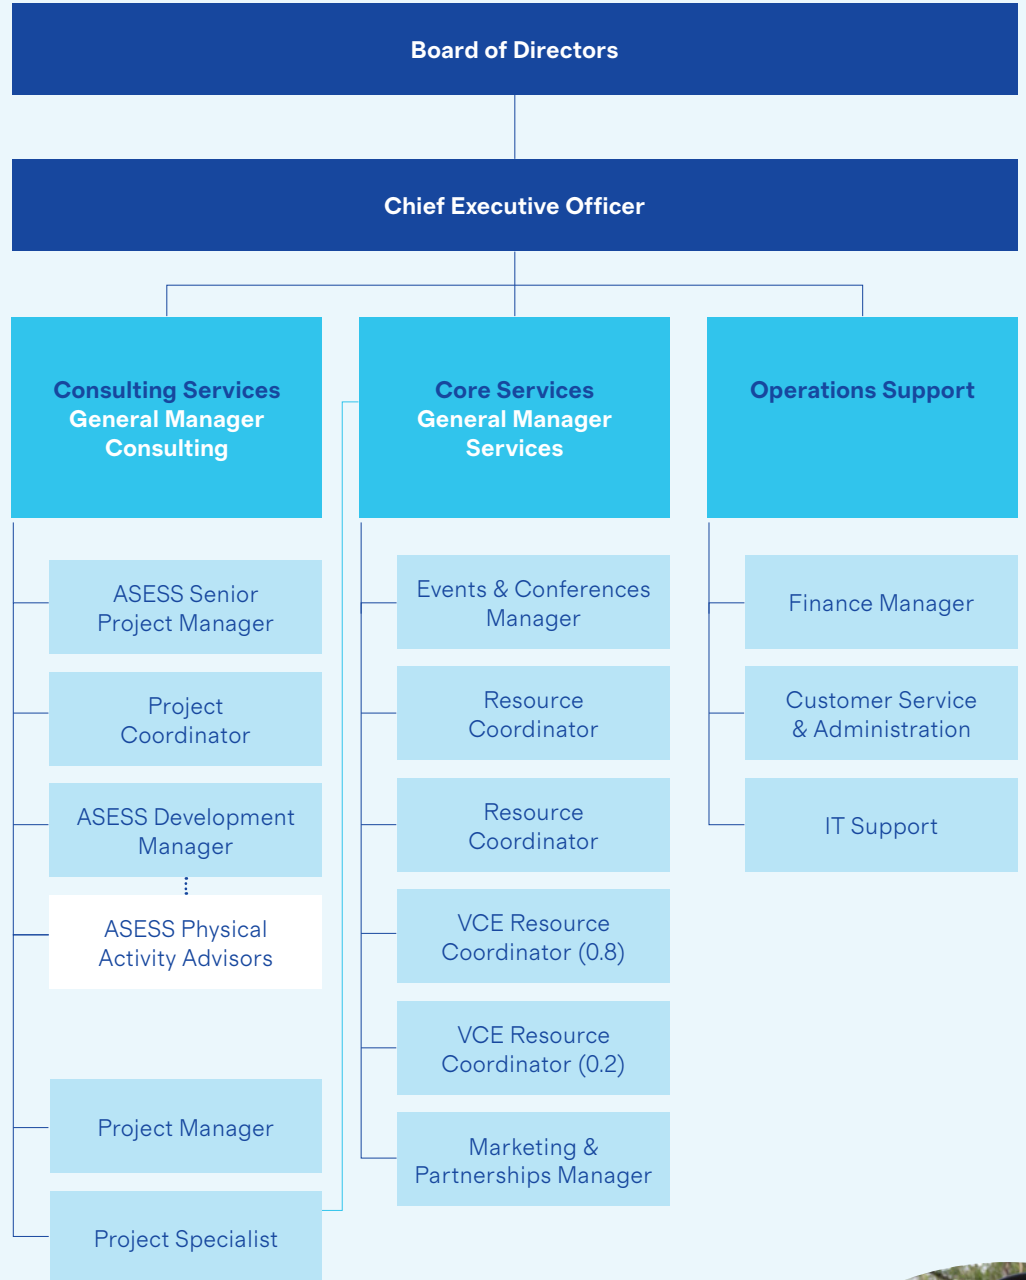 Board of Directors
Chief Executive Officer
Consulting Services
General Manager
Consulting
Core Services
General Manager
Services
Operations Support
ASESS Senior
Project Manager
Project
Coordinator
ASESS Development
Manager
ASESS Physical
Activity Advisors
Project Manager
Project Specialist
Events & Conferences
Manager
Resource
Coordinator
Resource
Coordinator
VCE Resource
Coordinator (0.8)
VCE Resource
Coordinator (0.2)
Marketing &
Partnerships Manager
Finance Manager
Customer Service
& Administration
IT Support